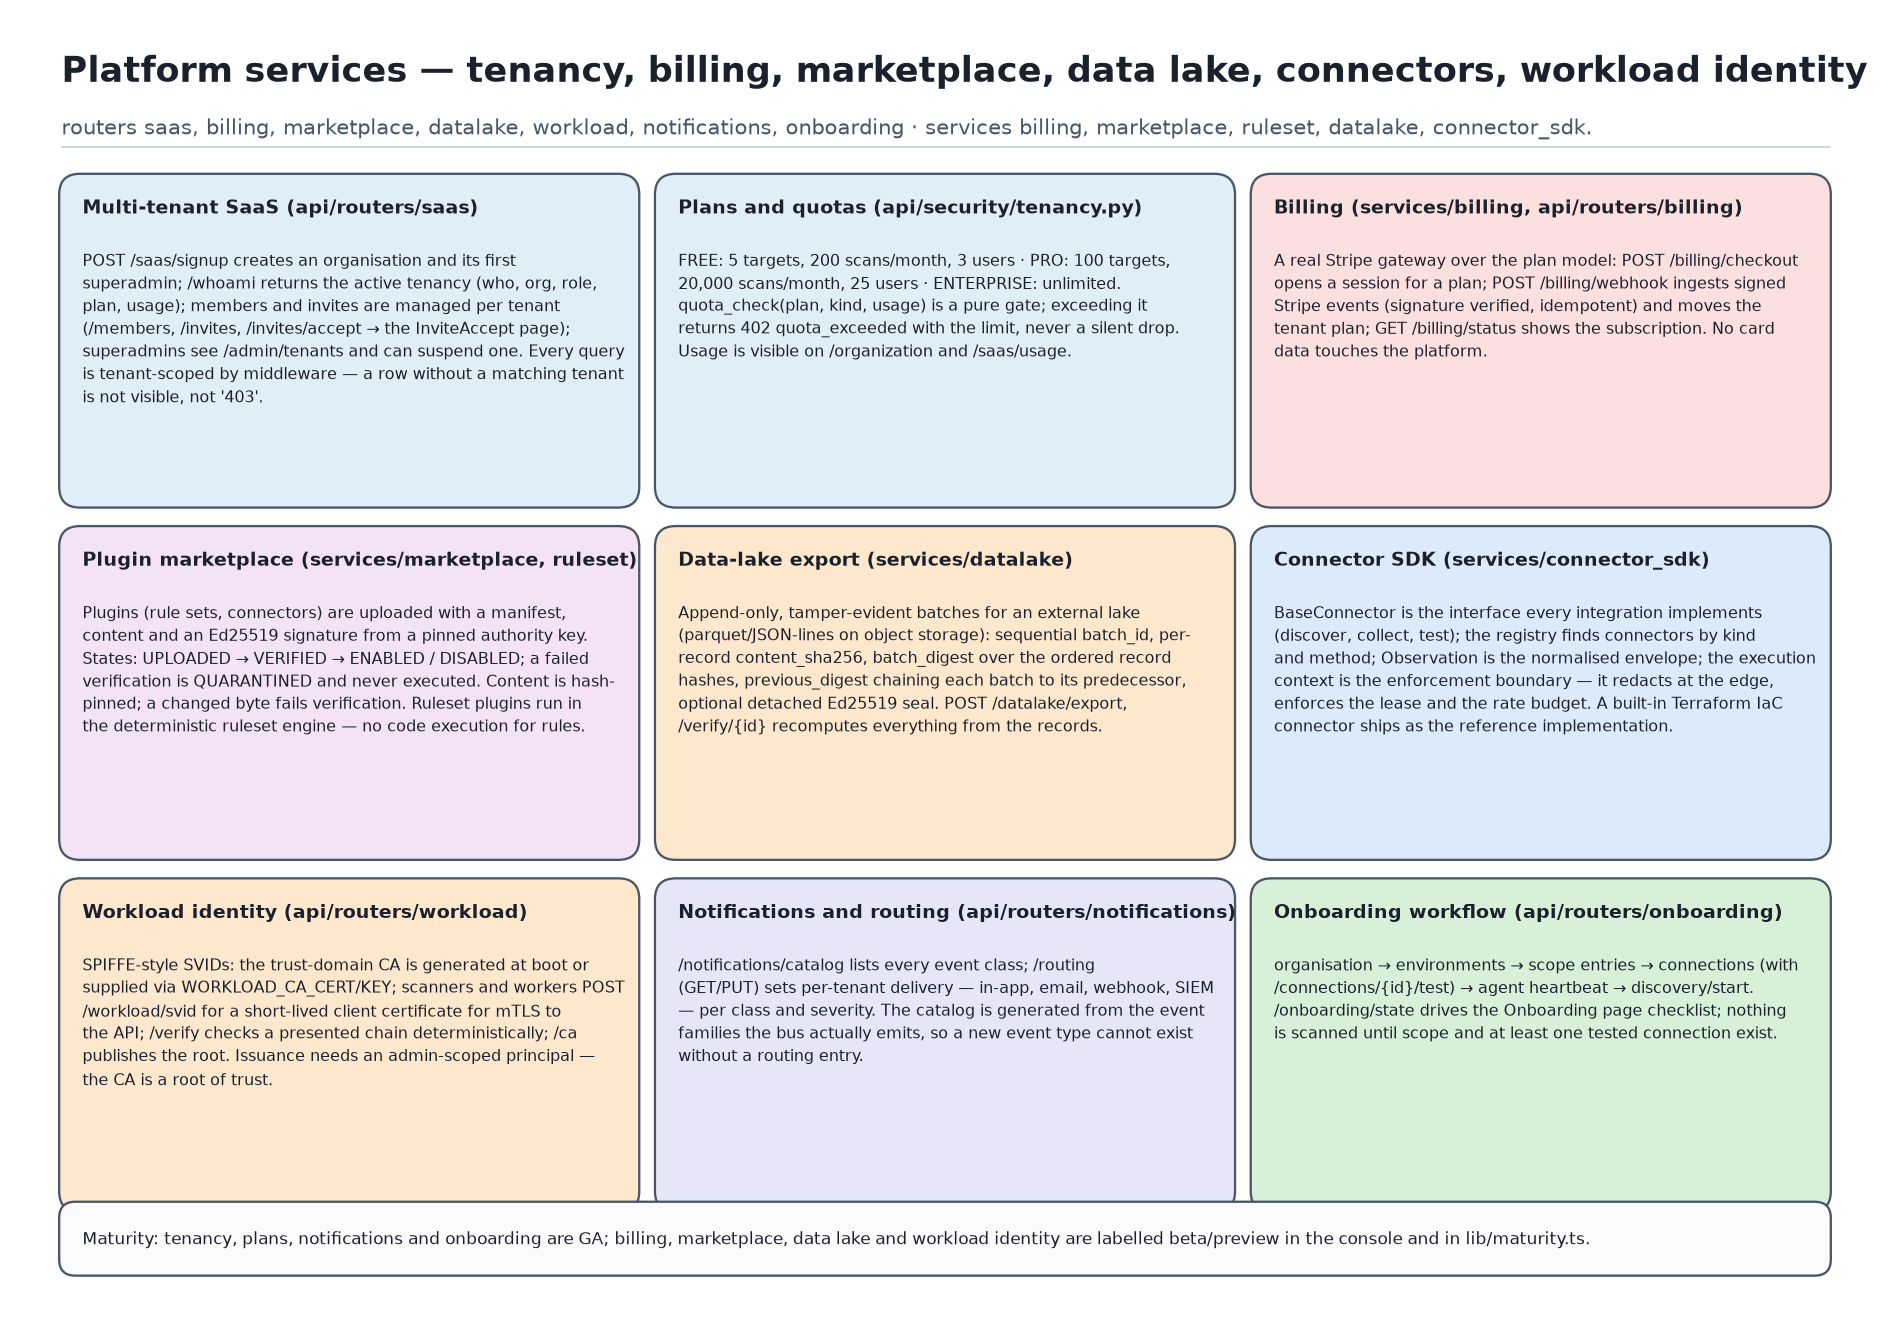 Platform services — tenancy, billing, marketplace, data lake, connectors, workload identity
routers saas, billing, marketplace, datalake, workload, notifications, onboarding · services billing, marketplace, ruleset, datalake, connector_sdk.
Multi-tenant SaaS (api/routers/saas)
POST /saas/signup creates an organisation and its first
superadmin; /whoami returns the active tenancy (who, org, role,
plan, usage); members and invites are managed per tenant
(/members, /invites, /invites/accept → the InviteAccept page);
superadmins see /admin/tenants and can suspend one. Every query
is tenant-scoped by middleware — a row without a matching tenant
is not visible, not '403'.
Plans and quotas (api/security/tenancy.py)
FREE: 5 targets, 200 scans/month, 3 users · PRO: 100 targets,
20,000 scans/month, 25 users · ENTERPRISE: unlimited.
quota_check(plan, kind, usage) is a pure gate; exceeding it
returns 402 quota_exceeded with the limit, never a silent drop.
Usage is visible on /organization and /saas/usage.
Billing (services/billing, api/routers/billing)
A real Stripe gateway over the plan model: POST /billing/checkout
opens a session for a plan; POST /billing/webhook ingests signed
Stripe events (signature verified, idempotent) and moves the
tenant plan; GET /billing/status shows the subscription. No card
data touches the platform.
Plugin marketplace (services/marketplace, ruleset)
Plugins (rule sets, connectors) are uploaded with a manifest,
content and an Ed25519 signature from a pinned authority key.
States: UPLOADED → VERIFIED → ENABLED / DISABLED; a failed
verification is QUARANTINED and never executed. Content is hash-
pinned; a changed byte fails verification. Ruleset plugins run in
the deterministic ruleset engine — no code execution for rules.
Data-lake export (services/datalake)
Append-only, tamper-evident batches for an external lake
(parquet/JSON-lines on object storage): sequential batch_id, per-
record content_sha256, batch_digest over the ordered record
hashes, previous_digest chaining each batch to its predecessor,
optional detached Ed25519 seal. POST /datalake/export,
/verify/{id} recomputes everything from the records.
Connector SDK (services/connector_sdk)
BaseConnector is the interface every integration implements
(discover, collect, test); the registry finds connectors by kind
and method; Observation is the normalised envelope; the execution
context is the enforcement boundary — it redacts at the edge,
enforces the lease and the rate budget. A built-in Terraform IaC
connector ships as the reference implementation.
Workload identity (api/routers/workload)
SPIFFE-style SVIDs: the trust-domain CA is generated at boot or
supplied via WORKLOAD_CA_CERT/KEY; scanners and workers POST
/workload/svid for a short-lived client certificate for mTLS to
the API; /verify checks a presented chain deterministically; /ca
publishes the root. Issuance needs an admin-scoped principal —
the CA is a root of trust.
Notifications and routing (api/routers/notifications)
/notifications/catalog lists every event class; /routing
(GET/PUT) sets per-tenant delivery — in-app, email, webhook, SIEM
— per class and severity. The catalog is generated from the event
families the bus actually emits, so a new event type cannot exist
without a routing entry.
Onboarding workflow (api/routers/onboarding)
organisation → environments → scope entries → connections (with
/connections/{id}/test) → agent heartbeat → discovery/start.
/onboarding/state drives the Onboarding page checklist; nothing
is scanned until scope and at least one tested connection exist.
Maturity: tenancy, plans, notifications and onboarding are GA; billing, marketplace, data lake and workload identity are labelled beta/preview in the console and in lib/maturity.ts.